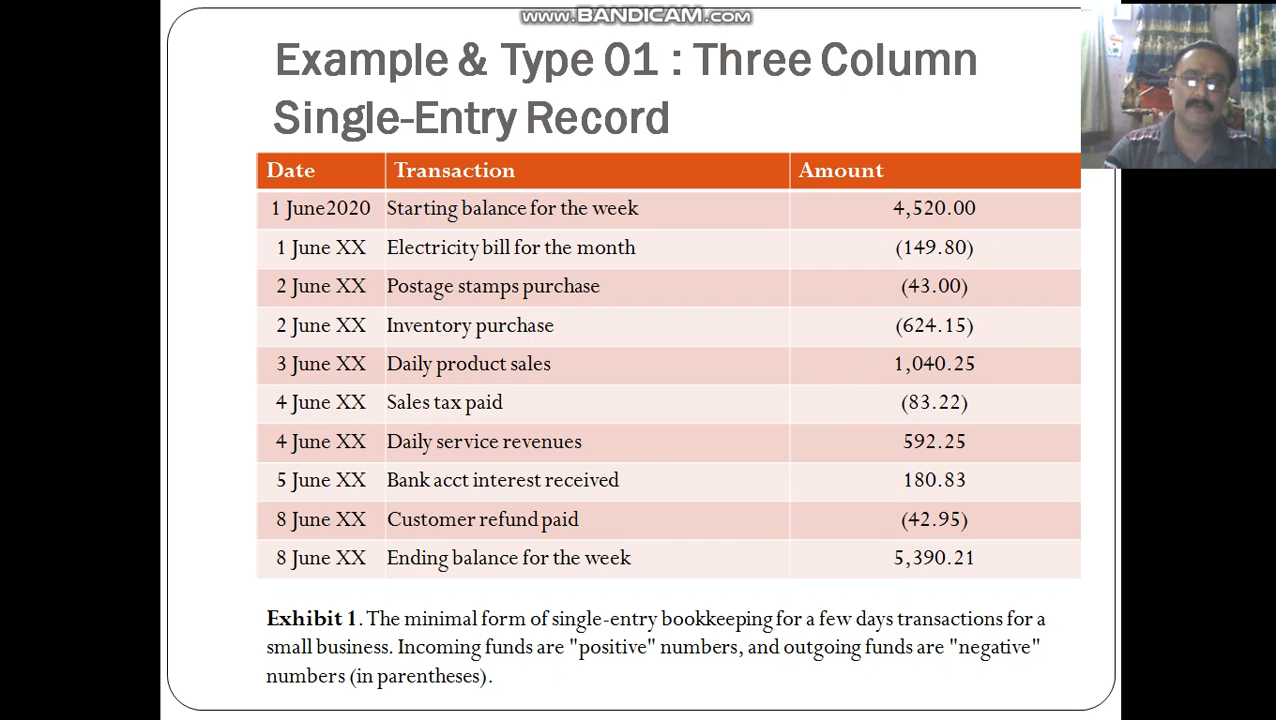 www.BANDICAM.com
Example & Type 01 : Three Column
Single-Entry Record
Date Transaction Amount
1 June2020 Starting balance for the week 4,520.00
1 June XX Electricity bill for the month (149.80)
2 June XX Postage stamps purchase (43.00)
2 June XX Inventory purchase (624.15)
3 June XX Daily product sales 1,040.25
4 June XX Sales tax paid (83.22)
4 June XX Daily service revenues 592.25
5 June XX Bank acct interest received 180.83
8 June XX Customer refund paid (42.95)
8 June XX Ending balance for the week 5,390.21
Exhibit 1. The minimal form of single-entry bookkeeping for a few days transactions for a
small business. Incoming funds are "positive" numbers, and outgoing funds are "negative"
numbers (in parentheses).